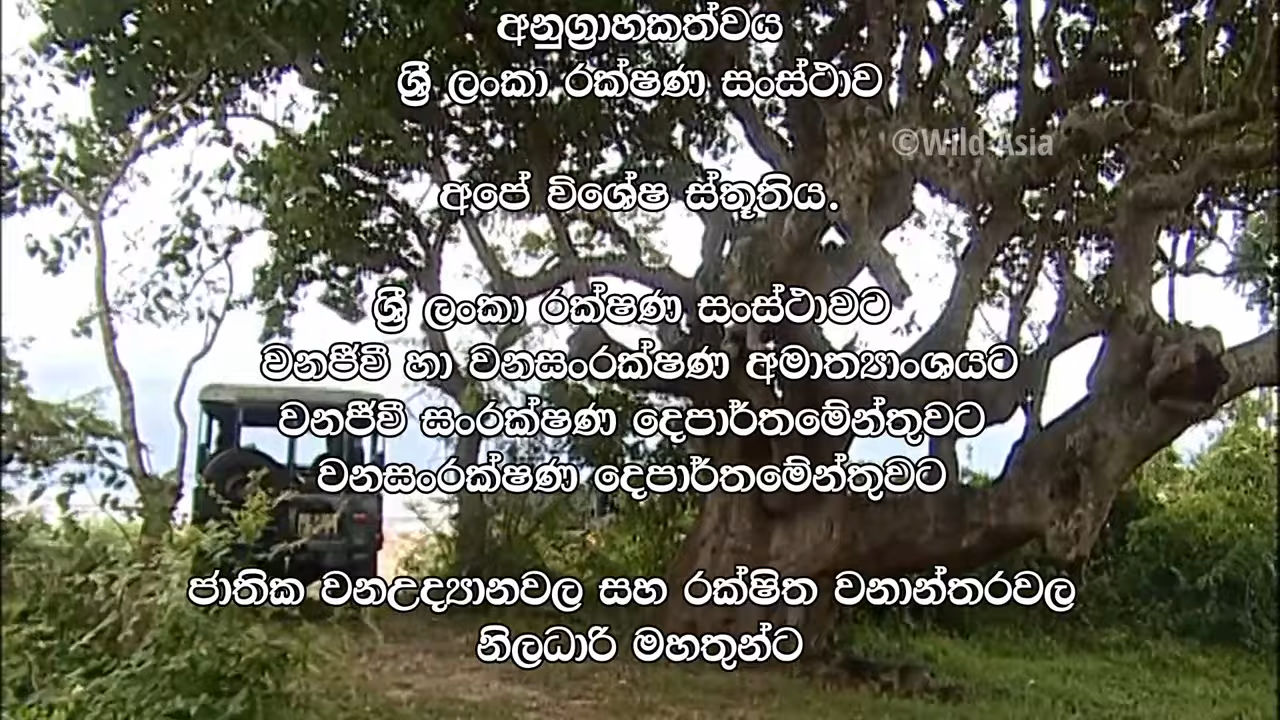 අනුග්‍රාහකත්වය
ශ්‍රී ලංකා රක්ෂණ සංස්ථාව
©Wild Asia
අපේ විශේෂ ස්තූතිය.
ශ්‍රී ලංකා රක්ෂණ සංස්ථාවට
වනජීවී හා වනසංරක්ෂණ අමාත්‍යාංශයට
වනජීවී සංරක්ෂණ දෙපාර්තමේන්තුවට
වනසංරක්ෂණ දෙපාර්තමේන්තුවට
ජාතික වනඋද්‍යානවල සහ රක්ෂිත වනාන්තරවල
නිලධාරි මහතුන්ට